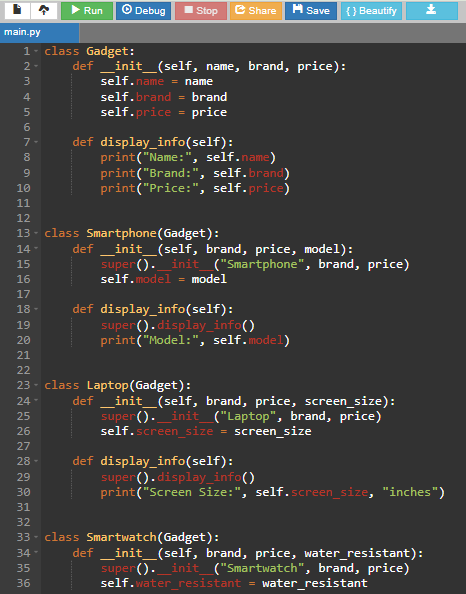 Run Debug Stop Share Save { } Beautify
main.py
1 class Gadget:
2     def __init__(self, name, brand, price):
3         self.name = name
4         self.brand = brand
5         self.price = price
6
7     def display_info(self):
8         print("Name:", self.name)
9         print("Brand:", self.brand)
10         print("Price:", self.price)
11
12
13 class Smartphone(Gadget):
14     def __init__(self, brand, price, model):
15         super().__init__("Smartphone", brand, price)
16         self.model = model
17
18     def display_info(self):
19         super().display_info()
20         print("Model:", self.model)
21
22
23 class Laptop(Gadget):
24     def __init__(self, brand, price, screen_size):
25         super().__init__("Laptop", brand, price)
26         self.screen_size = screen_size
27
28     def display_info(self):
29         super().display_info()
30         print("Screen Size:", self.screen_size, "inches")
31
32
33 class Smartwatch(Gadget):
34     def __init__(self, brand, price, water_resistant):
35         super().__init__("Smartwatch", brand, price)
36         self.water_resistant = water_resistant